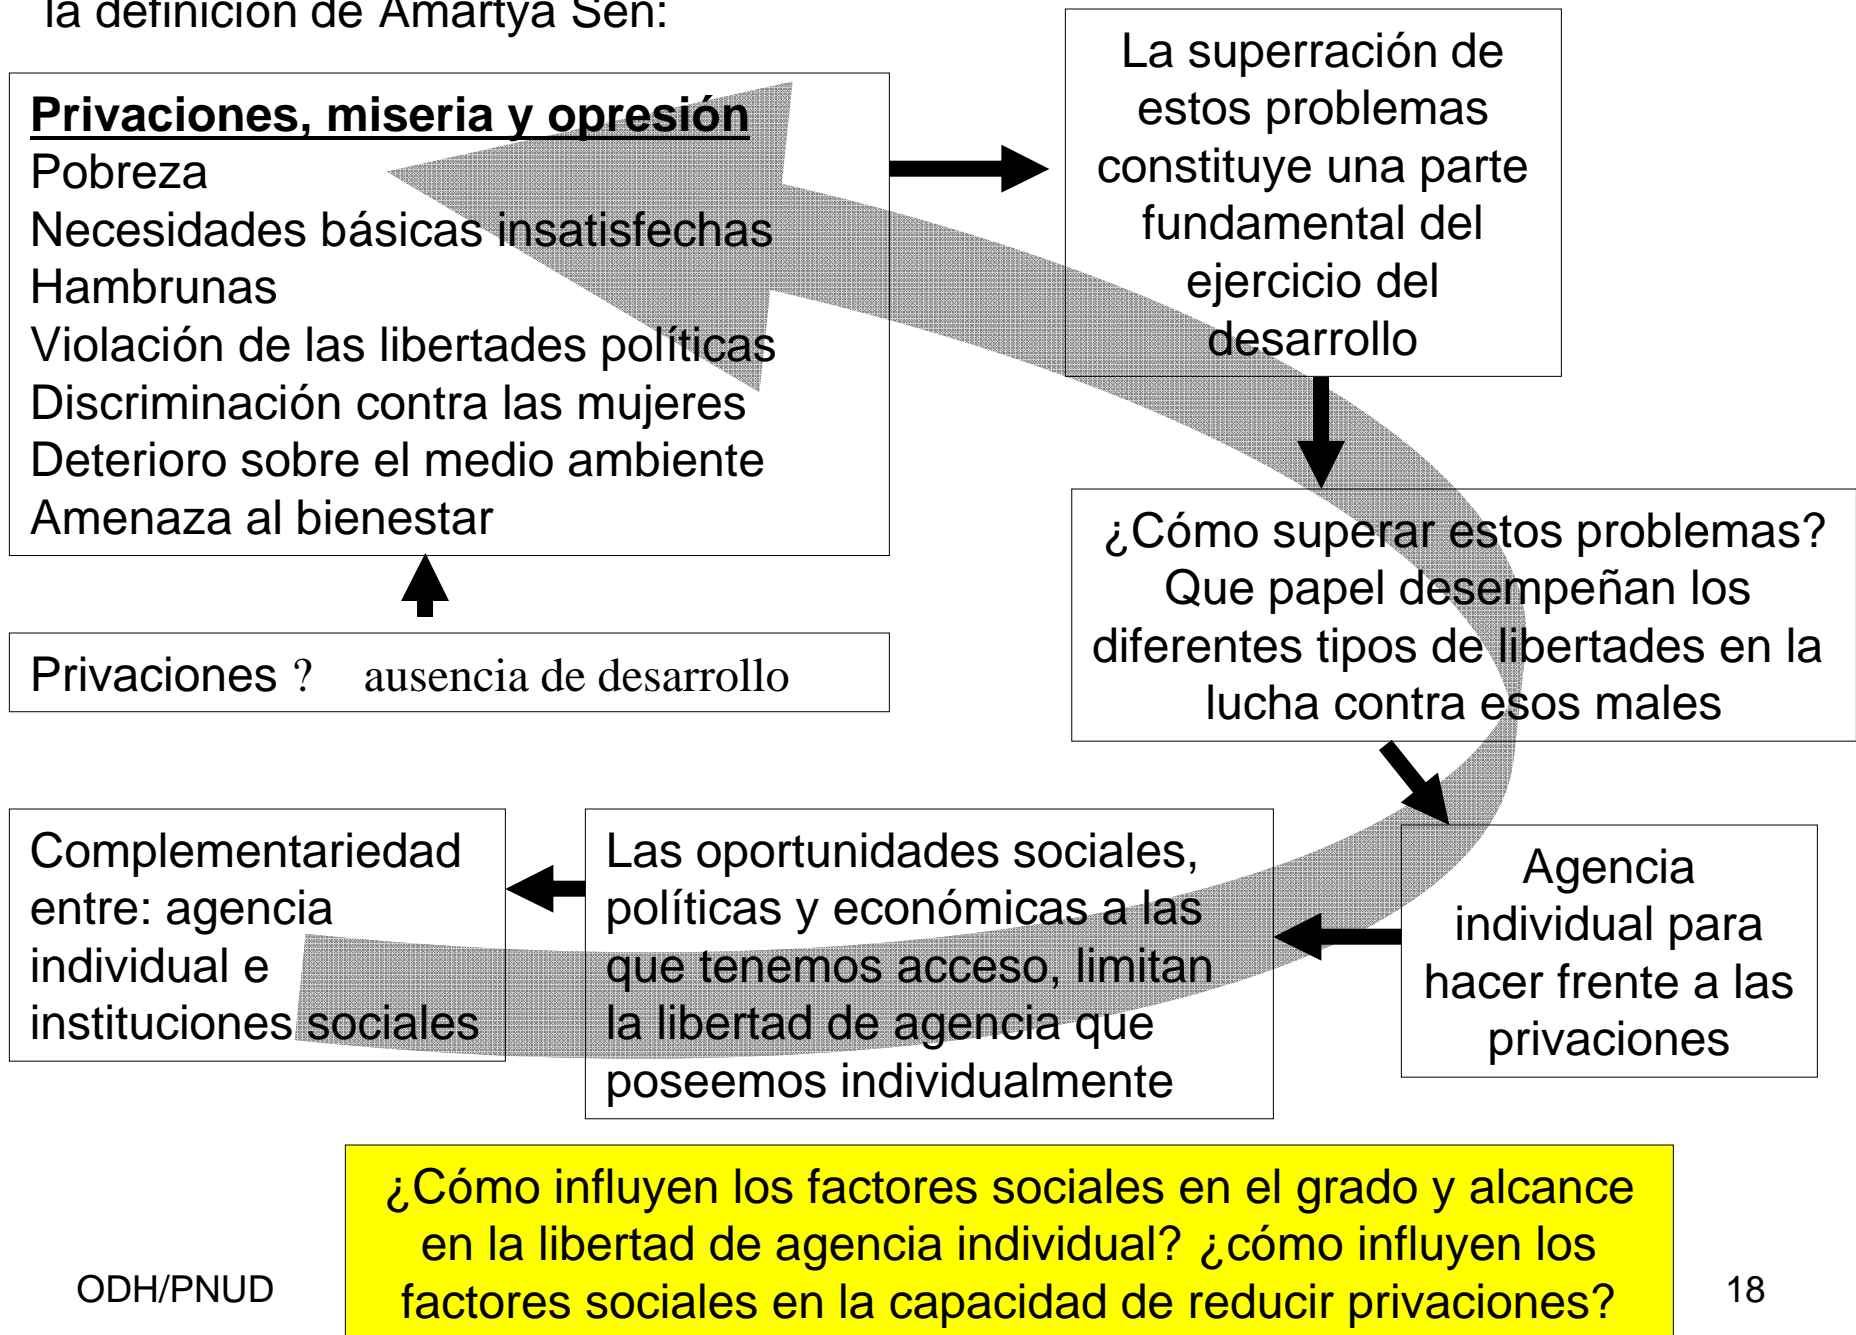 la definición de Amartya Sen:
Privaciones, miseria y opresión
Pobreza
Necesidades básicas insatisfechas
Hambrunas
Violación de las libertades políticas
Discriminación contra las mujeres
Deterioro sobre el medio ambiente
Amenaza al bienestar
La superración de
estos problemas
constituye una parte
fundamental del
ejercicio del
desarrollo
Privaciones ? ausencia de desarrollo
¿Cómo superar estos problemas?
Que papel desempeñan los
diferentes tipos de libertades en la
lucha contra esos males
Agencia
individual para
hacer frente a las
privaciones
Las oportunidades sociales,
políticas y económicas a las
que tenemos acceso, limitan
la libertad de agencia que
poseemos individualmente
Complementariedad
entre: agencia
individual e
instituciones sociales
¿Cómo influyen los factores sociales en el grado y alcance
en la libertad de agencia individual? ¿cómo influyen los
factores sociales en la capacidad de reducir privaciones?
ODH/PNUD
18